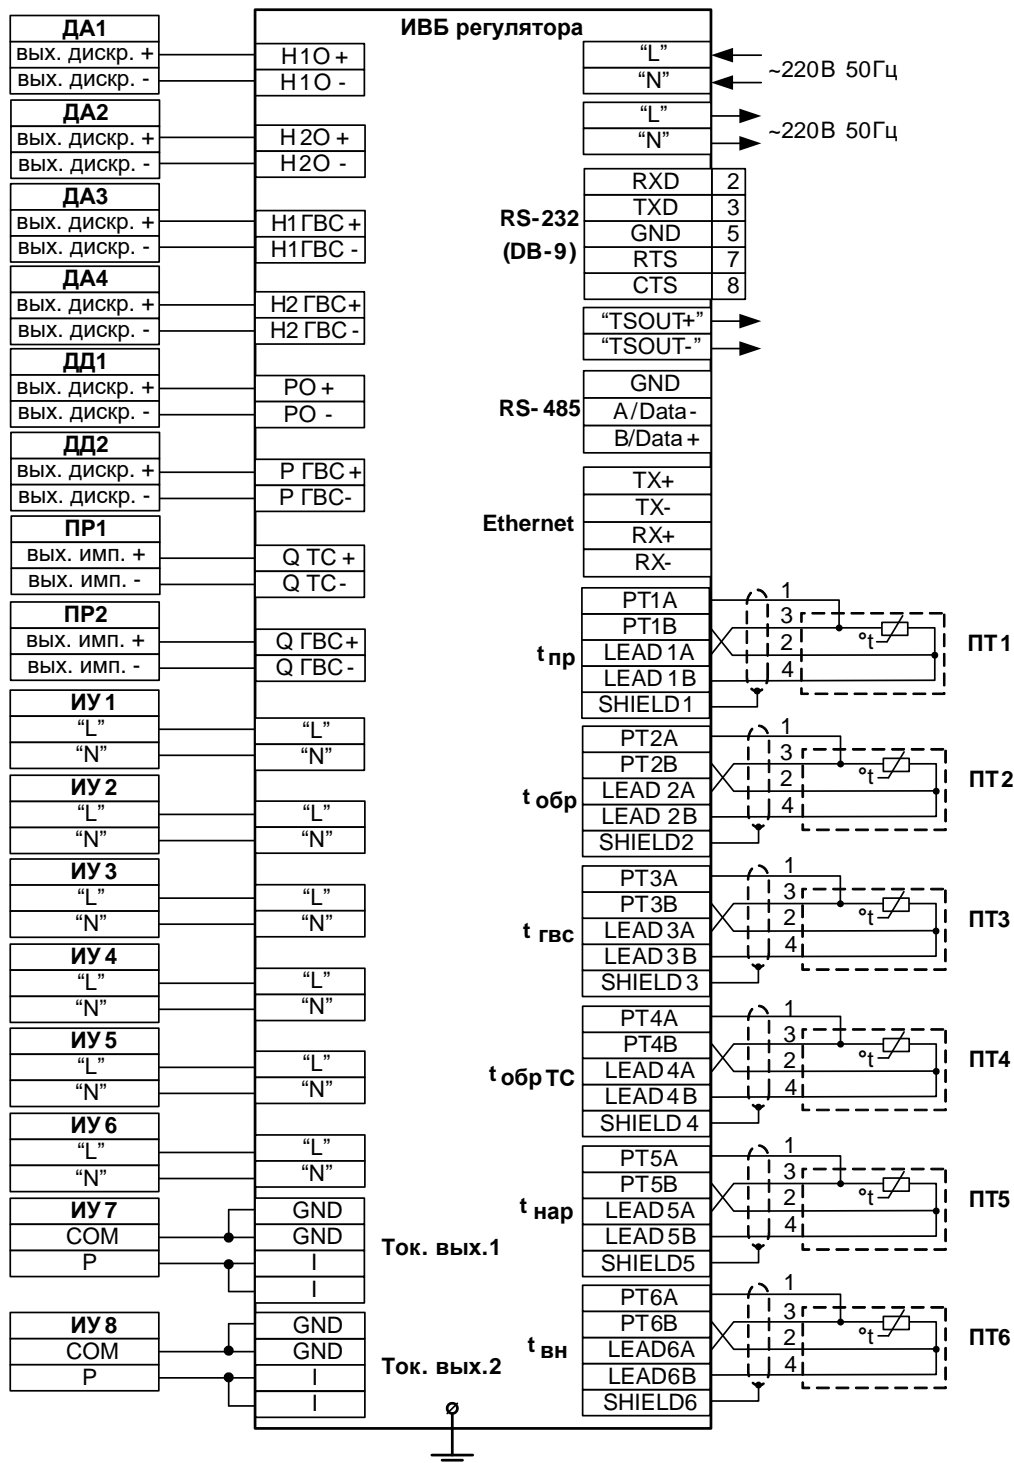 ДА1
вых. дискр. +
вых. дискр. -
ДА2
вых. дискр. +
вых. дискр. -
ДА3
вых. дискр. +
вых. дискр. -
ДА4
вых. дискр. +
вых. дискр. -
ДД1
вых. дискр. +
вых. дискр. -
ДД2
вых. дискр. +
вых. дискр. -
ПР1
вых. имп. +
вых. имп. -
ПР2
вых. имп. +
вых. имп. -
ИУ 1
“L”
“N”
ИУ 2
“L”
“N”
ИУ 3
“L”
“N”
ИУ 4
“L”
“N”
ИУ 5
“L”
“N”
ИУ 6
“L”
“N”
ИУ 7
COM
P
ИУ 8
COM
P
ИВБ регулятора
Н1О +
Н1О -
Н2О +
Н2О -
Н1ГВС +
Н1ГВС -
Н2 ГВС+
Н2 ГВС -
РО +
РО -
Р ГВС +
Р ГВС-
Q ТС +
Q ТС -
Q ГВС+
Q ГВС-
“L”
“N”
“L”
“N”
“L”
“N”
“L”
“N”
“L”
“N”
“L”
“N”
GND
GND
I
I
Ток. вых.1
GND
GND
I
I
Ток. вых.2
“L”
“N”
~220В 50Гц
“L”
“N”
~220В 50Гц
RS-232
(DB-9)
RXD 2
TXD 3
GND 5
RTS 7
CTS 8
“TSOUT+”
“TSOUT-”
RS-485
GND
A/Data-
B/Data+
Ethernet
TX+
TX-
RX+
RX-
t пр
PT1A
PT1B
LEAD 1A
LEAD 1B
SHIELD1
1
3
2
4
°t
ПТ1
t обр
PT2A
PT2B
LEAD 2A
LEAD 2B
SHIELD2
1
3
2
4
°t
ПТ2
t гвс
PT3A
PT3B
LEAD 3A
LEAD 3B
SHIELD 3
1
3
2
4
°t
ПТ3
t обр ТС
PT4A
PT4B
LEAD 4A
LEAD 4B
SHIELD 4
1
3
2
4
°t
ПТ4
t нар
PT5A
PT5B
LEAD 5A
LEAD 5B
SHIELD5
1
3
2
4
°t
ПТ5
t вн
PT6A
PT6B
LEAD6A
LEAD6B
SHIELD6
1
3
2
4
°t
ПТ6